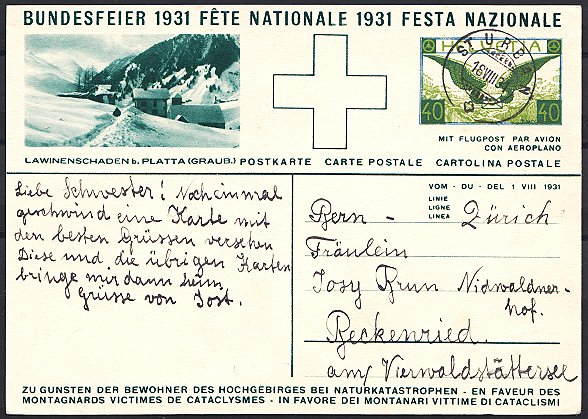 BUNDESFEIER 1931 FÊTE NATIONALE 1931 FESTA NAZIONALE
HELVETIA
ST. URBAN
40 40
MIT FLUGPOST PAR AVION
CON AEROPLANO
LAWINENSCHADEN b. PLATTA (GRAUB.) POSTKARTE CARTE POSTALE CARTOLINA POSTALE
Liebe Schwester! Noch einmal
geschwind eine Karte mit
den besten Grüssen versehen
Diese und die übrigen Karten
bringe mir dann heim
Grüsse von Jost.
VOM - DU - DEL 1 VIII 1931
LINIE
LIGNE
LINEA
Bern - Zürich
Fräulein
Josy Brun Nidwaldner-
hof.
Beckenried.
am Vierwaldstättersee
ZU GUNSTEN DER BEWOHNER DES HOCHGEBIRGES BEI NATURKATASTROPHEN - EN FAVEUR DES
MONTAGNARDS VICTIMES DE CATACLYSMES - IN FAVORE DEI MONTANARI VITTIME DI CATACLISMI